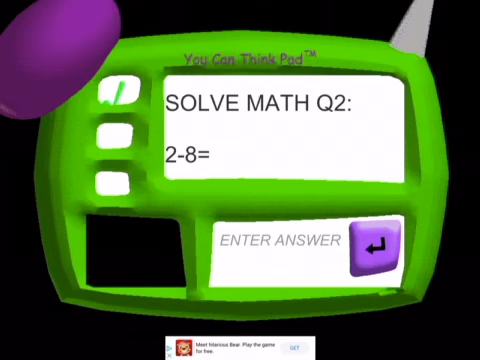 You Can Think Pad™
SOLVE MATH Q2:
2-8=
ENTER ANSWER
Meet hilarious Bear. Play the game
for free.
GET